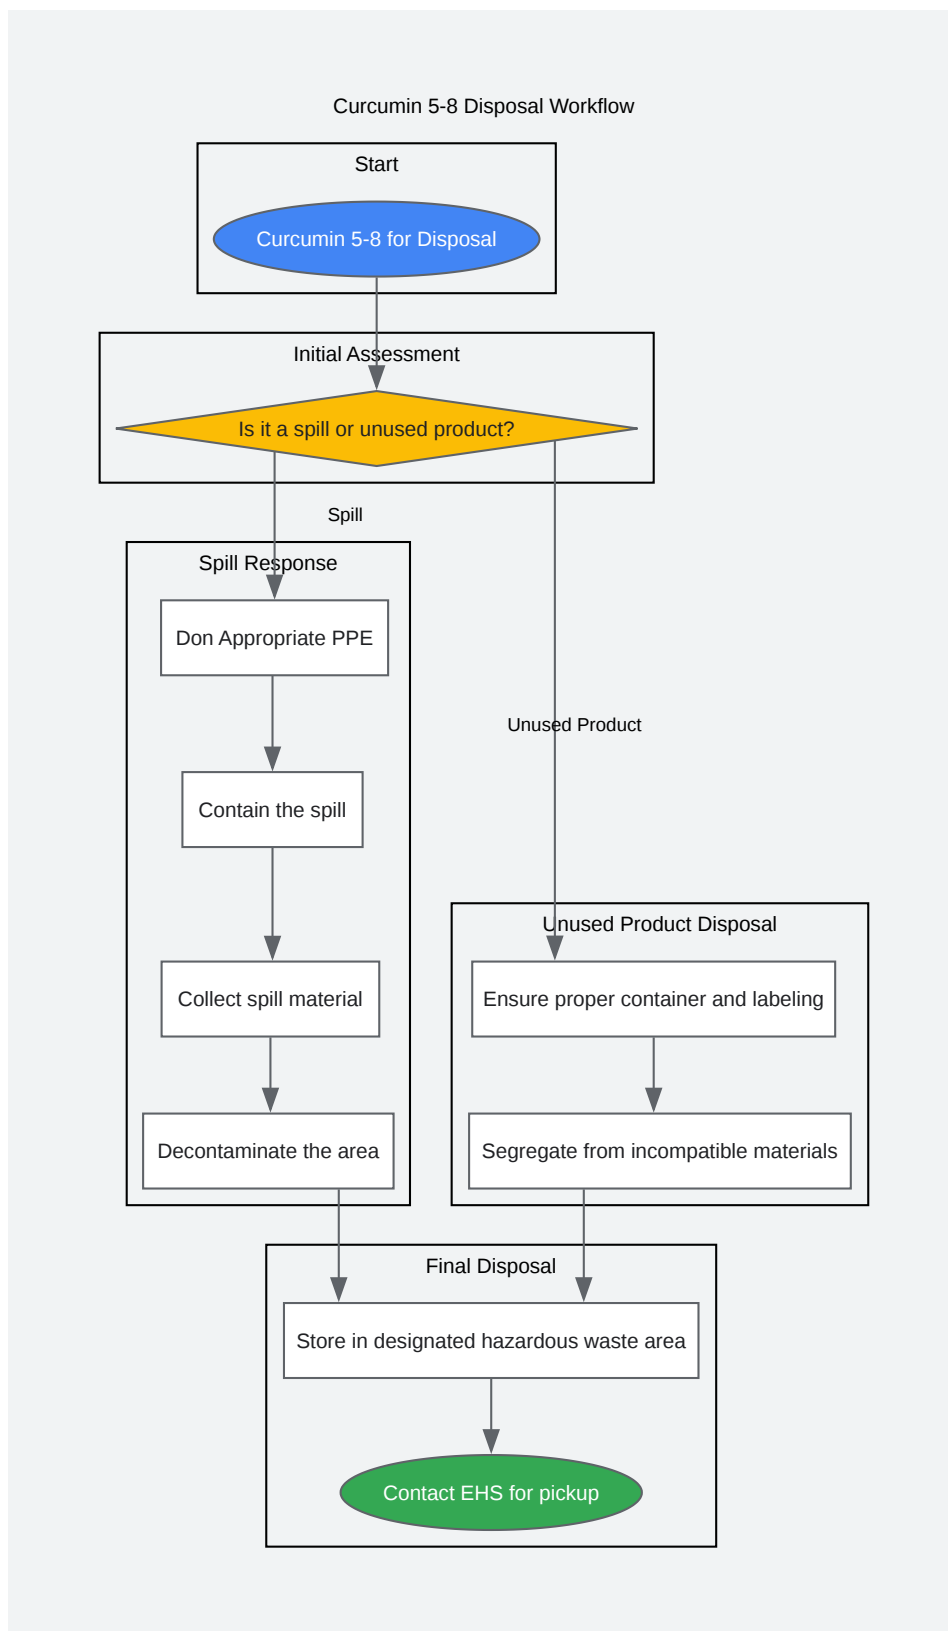 Curcumin 5-8 Disposal Workflow
Start
Curcumin 5-8 for Disposal
Initial Assessment
Is it a spill or unused product?
Spill
Spill Response
Don Appropriate PPE
Unused Product
Contain the spill
Unused Product Disposal
Collect spill material
Ensure proper container and labeling
Decontaminate the area
Segregate from incompatible materials
Final Disposal
Store in designated hazardous waste area
Contact EHS for pickup